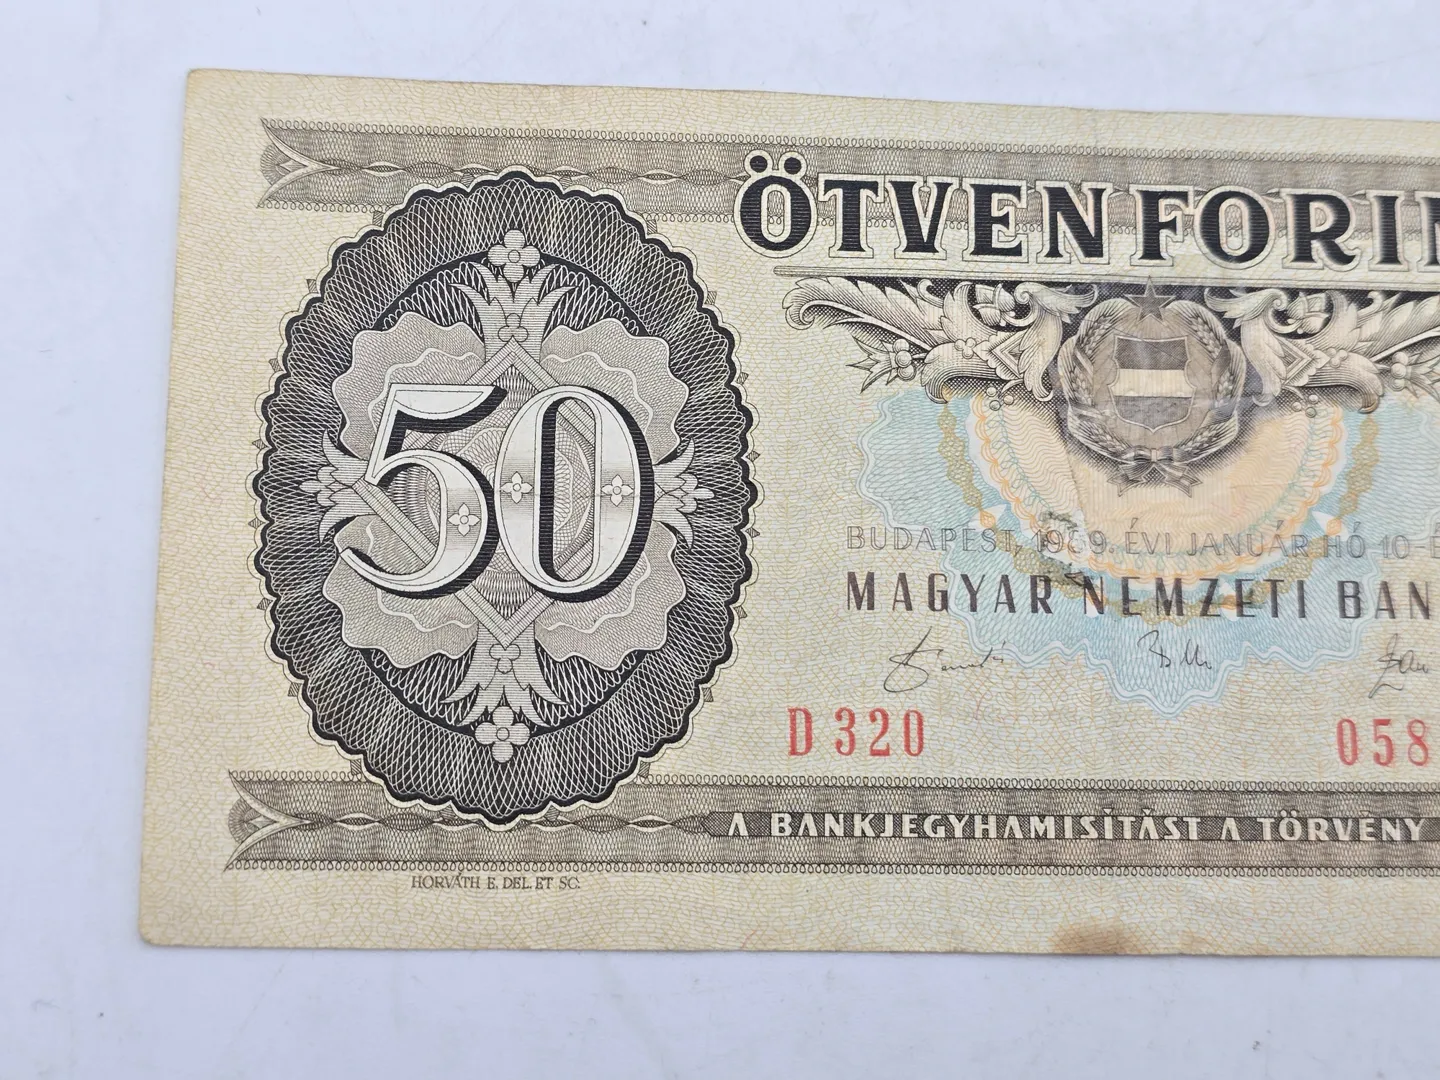 ÖTVEN FORI
50
BUDAPEST, 1989. ÉVI JANUÁR HÓ 10-É
MAGYAR NEMZETI BAN
D 320
058
A BANKJEGYHAMISÍTÁST A TÖRVÉNY
HORVÁTH E. DEL. ET SC.